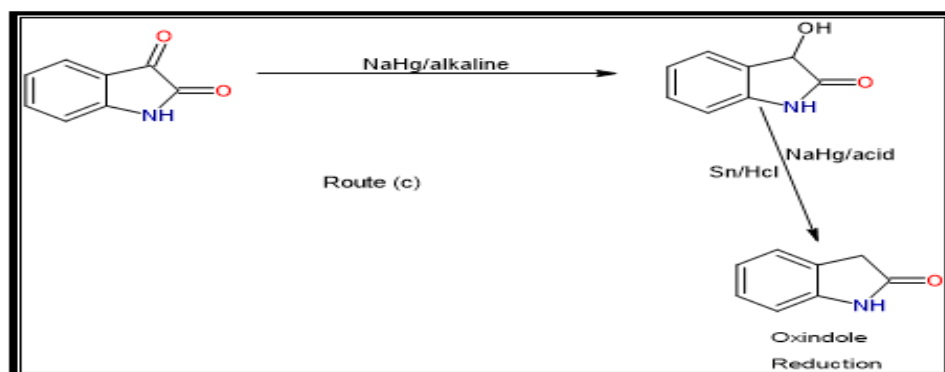 O
O
NH
NaHg/alkaline
OH
O
NH
NaHg/acid
Sn/Hcl
Route (c)
O
NH
Oxindole
Reduction